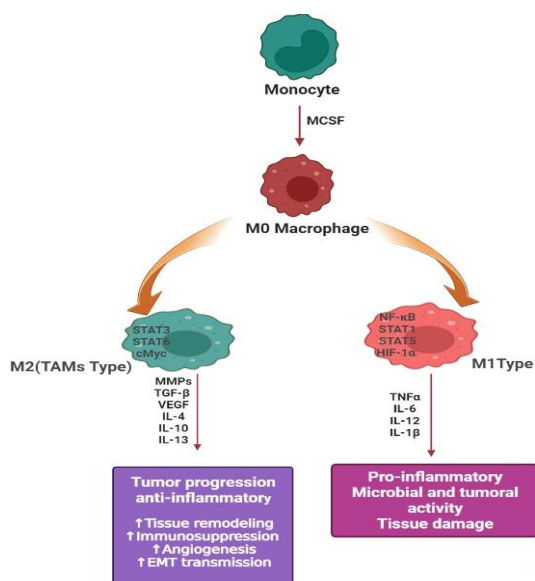 Monocyte
MCSF
M0 Macrophage
STAT3
STAT6
cMyc
M2(TAMs Type)
MMPs
TGF-β
VEGF
IL-4
IL-10
IL-13
Tumor progression
anti-inflammatory
↑Tissue remodeling
↑Immunosuppression
↑Angiogenesis
↑EMT transmission
NF-κB
STAT1
STAT5
HIF-1α
M1Type
TNFα
IL-6
IL-12
IL-1β
Pro-inflammatory
Microbial and tumoral
activity
Tissue damage